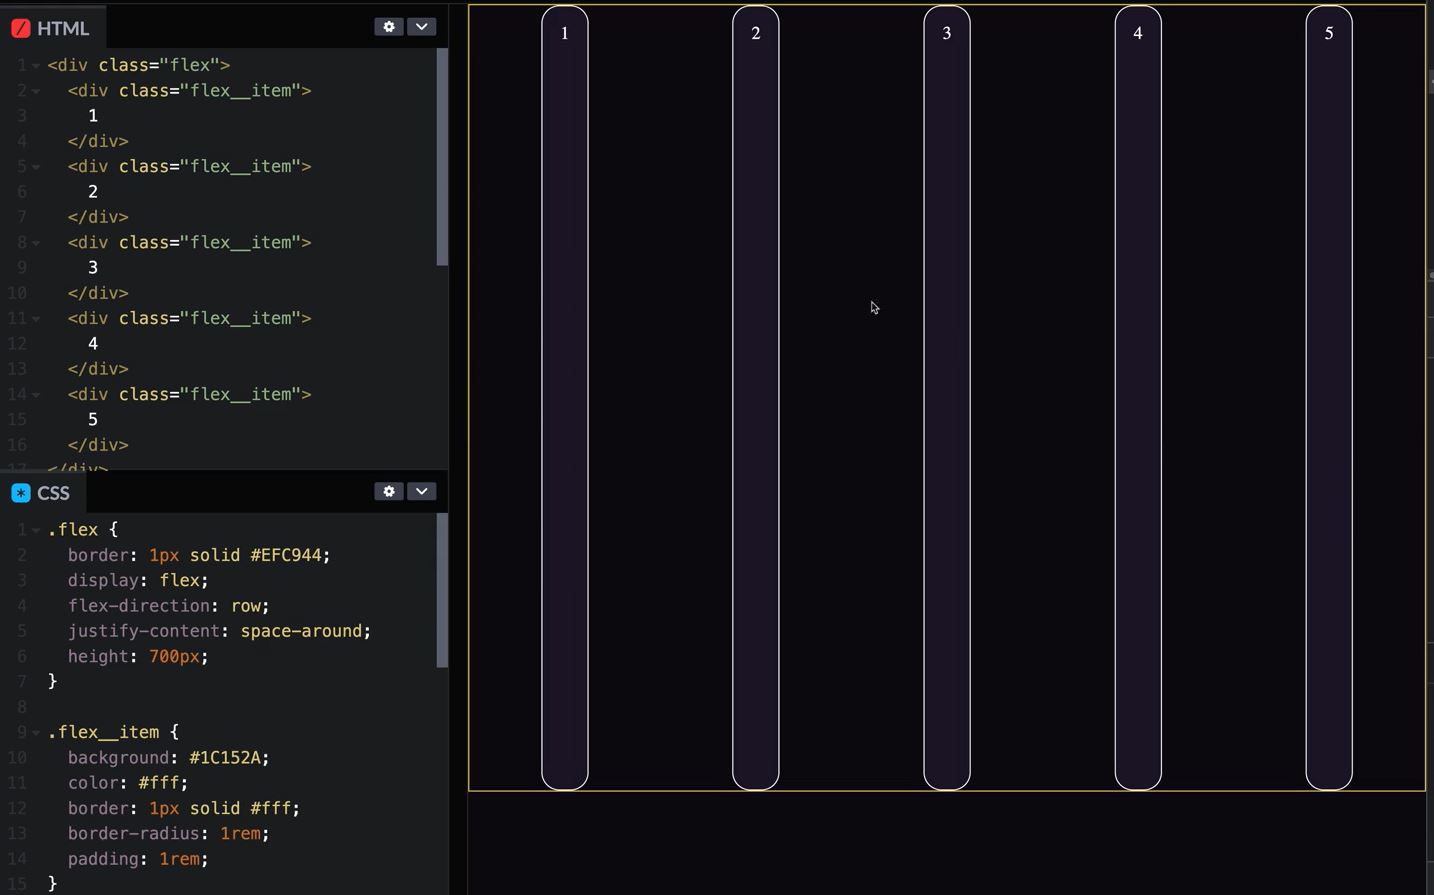 HTML
1 <div class="flex">
2 <div class="flex__item">
3 1
4 </div>
5 <div class="flex__item">
6 2
7 </div>
8 <div class="flex__item">
9 3
10 </div>
11 <div class="flex__item">
12 4
13 </div>
14 <div class="flex__item">
15 5
16 </div>
17 </div>
CSS
1 .flex {
2 border: 1px solid #EFC944;
3 display: flex;
4 flex-direction: row;
5 justify-content: space-around;
6 height: 700px;
7 }
8
9 .flex__item {
10 background: #1C152A;
11 color: #fff;
12 border: 1px solid #fff;
13 border-radius: 1rem;
14 padding: 1rem;
15 }
1 2 3 4 5